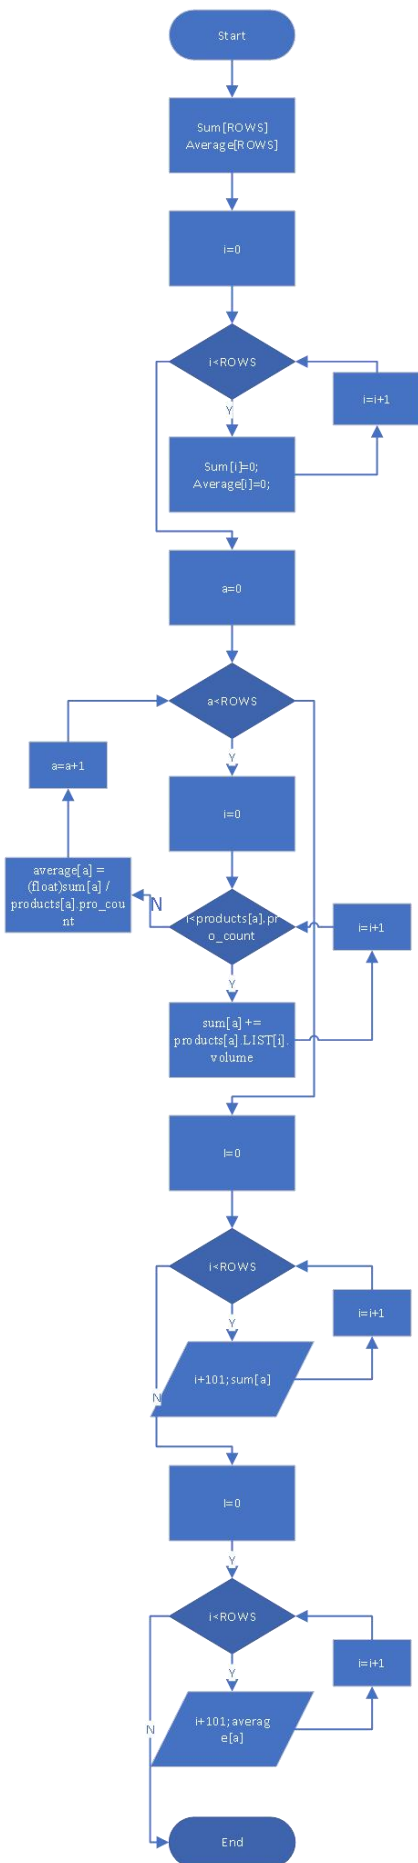 Start
Sum[ROWS]
Average[ROWS]
i=0
i<ROWS
i=i+1
Y
Sum[i]=0;
Average[i]=0;
a=0
a<ROWS
Y
a=a+1
i=0
average[a] =
(float)sum[a] /
products[a].pro_cou
nt
N
i<products[a].pr
o_count
i=i+1
Y
sum[a] +=
products[a].LIST[i].
volume
I=0
i<ROWS
i=i+1
Y
i+101;sum[a]
N
I=0
Y
i<ROWS
i=i+1
Y
i+101;averag
e[a]
N
End